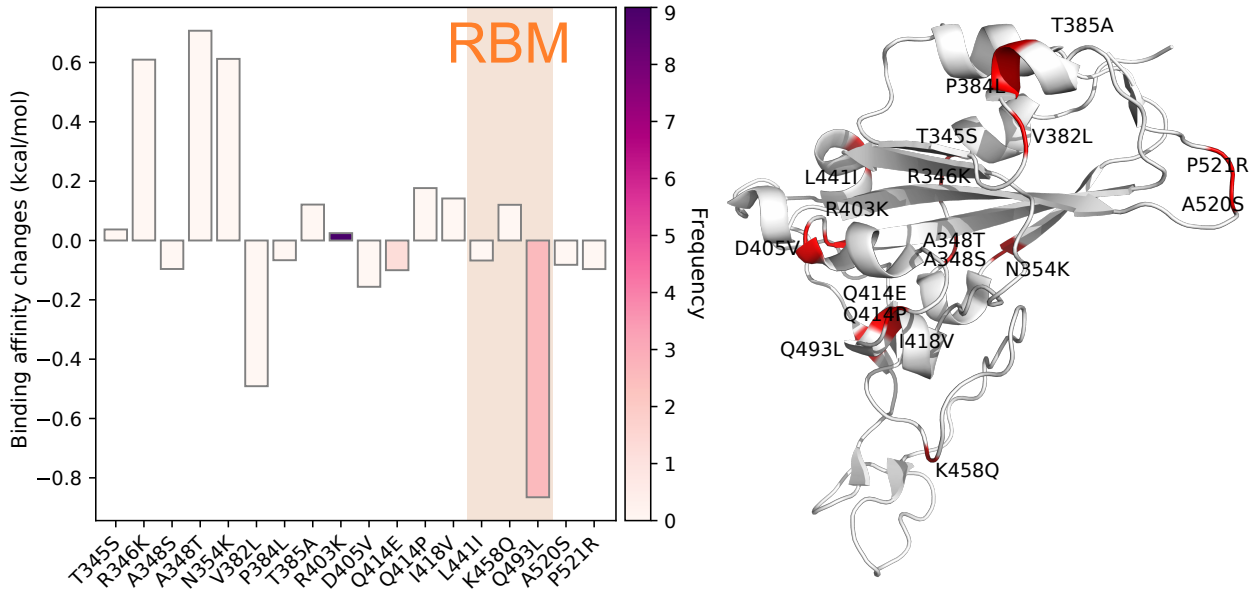 Binding affinity changes (kcal/mol)
0.6
0.4
0.2
0.0
−0.2
−0.4
−0.6
−0.8
RBM
T345S
R346K
A348S
A348T
N354K
V382L
P384L
T385A
R403K
D405V
Q414E
Q414P
I418V
L441I
K458Q
Q493L
A520S
P521R
9
8
7
6
5
4
3
2
1
0
Frequency
T385A
P384L
T345S
V382L
L441I
R346K
P521R
R403K
A520S
D405V
A348T
A348S
N354K
Q414E
Q414P
Q493L
I418V
K458Q